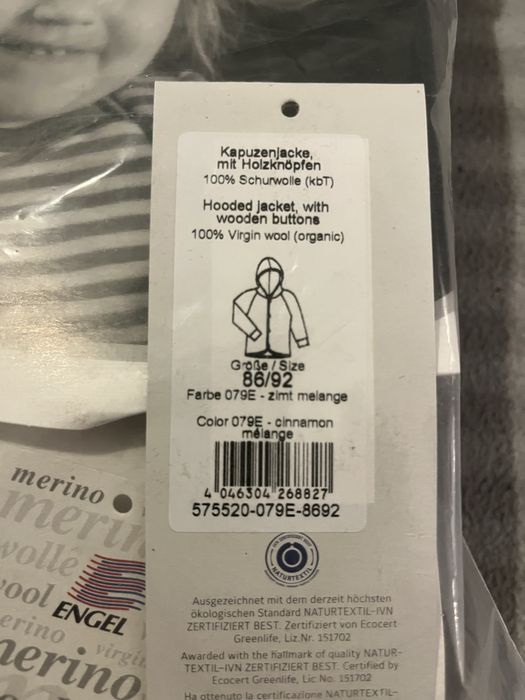 Kapuzenjacke,
mit Holzknöpfen
100% Schurwolle (kbT)
Hooded jacket, with
wooden buttons
100% Virgin wool (organic)
Größe / Size
86/92
Farbe 079E - zimt melange
Color 079E - cinnamon
mélange
4 046304 268827
575520-079E-8692
NATURTEXTIL
Ausgezeichnet mit dem derzeit höchsten
ökologischen Standard NATURTEXTIL-IVN
ZERTIFIZIERT BEST. Zertifiziert von Ecocert
Greenlife, Liz.Nr. 151702
Awarded with the hallmark of quality NATUR-
TEXTIL-IVN ZERTIFIZIERT BEST. Certified by
Ecocert Greenlife, Lic No. 151702
Ha ottenuto la certificazione NATURTEXTIL-
merino
merin
wolle
ool
ENGEL
erino
virgin
merino